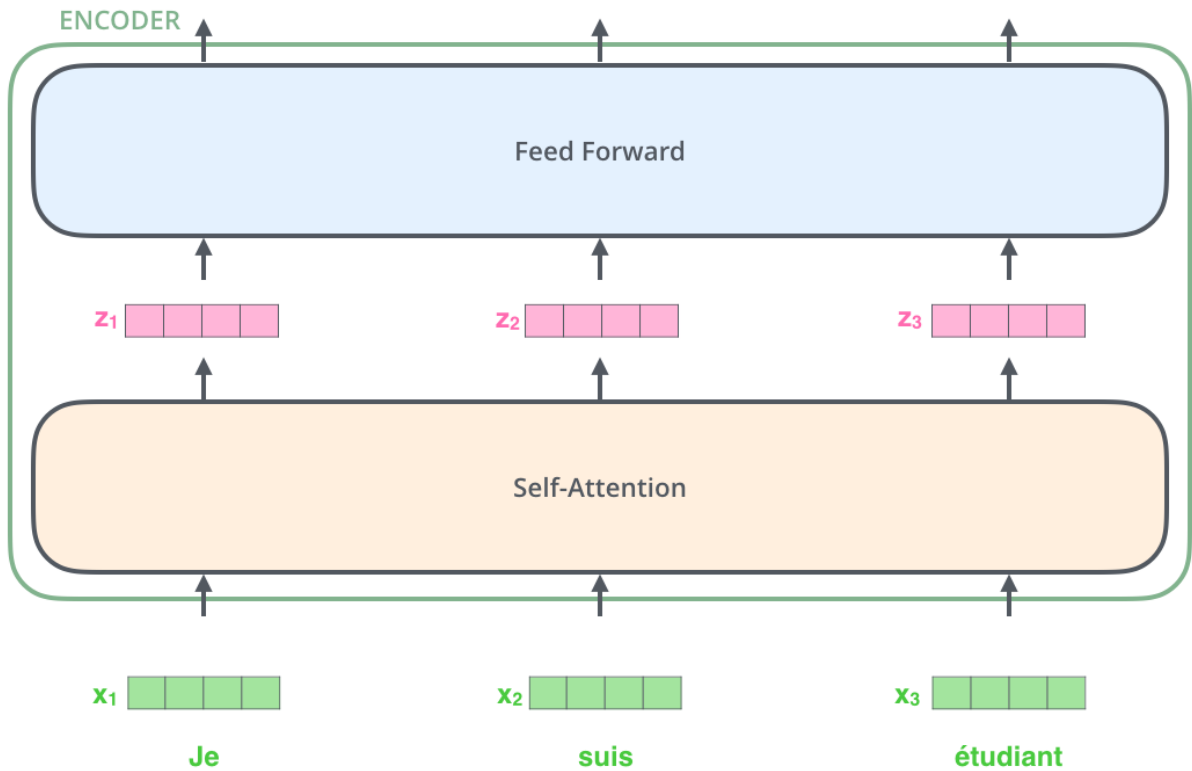 ENCODER
Feed Forward
z₁ z₂ z₃
Self-Attention
x₁ x₂ x₃
Je suis étudiant